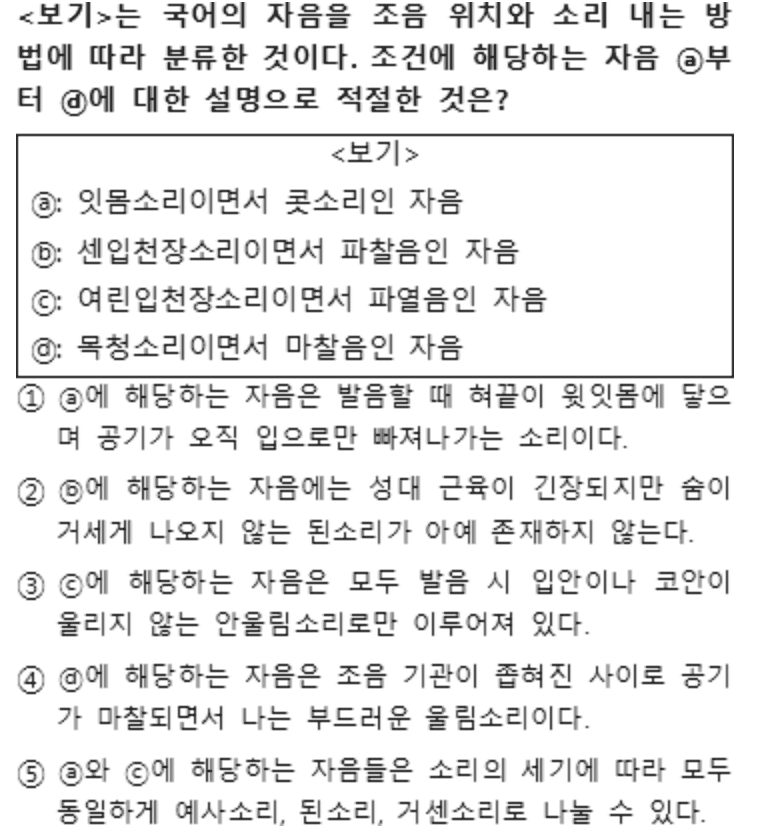 <보기>는 국어의 자음을 조음 위치와 소리 내는 방
법에 따라 분류한 것이다. 조건에 해당하는 자음 ⓐ부
터 ⓓ에 대한 설명으로 적절한 것은?
<보기>
ⓐ: 잇몸소리이면서 콧소리인 자음
ⓑ: 센입천장소리이면서 파찰음인 자음
ⓒ: 여린입천장소리이면서 파열음인 자음
ⓓ: 목청소리이면서 마찰음인 자음
① ⓐ에 해당하는 자음은 발음할 때 혀끝이 윗잇몸에 닿으
며 공기가 오직 입으로만 빠져나가는 소리이다.
② ⓑ에 해당하는 자음에는 성대 근육이 긴장되지만 숨이
거세게 나오지 않는 된소리가 아예 존재하지 않는다.
③ ⓒ에 해당하는 자음은 모두 발음 시 입안이나 코안이
울리지 않는 안울림소리로만 이루어져 있다.
④ ⓓ에 해당하는 자음은 조음 기관이 좁혀진 사이로 공기
가 마찰되면서 나는 부드러운 울림소리이다.
⑤ ⓐ와 ⓒ에 해당하는 자음들은 소리의 세기에 따라 모두
동일하게 예사소리, 된소리, 거센소리로 나눌 수 있다.